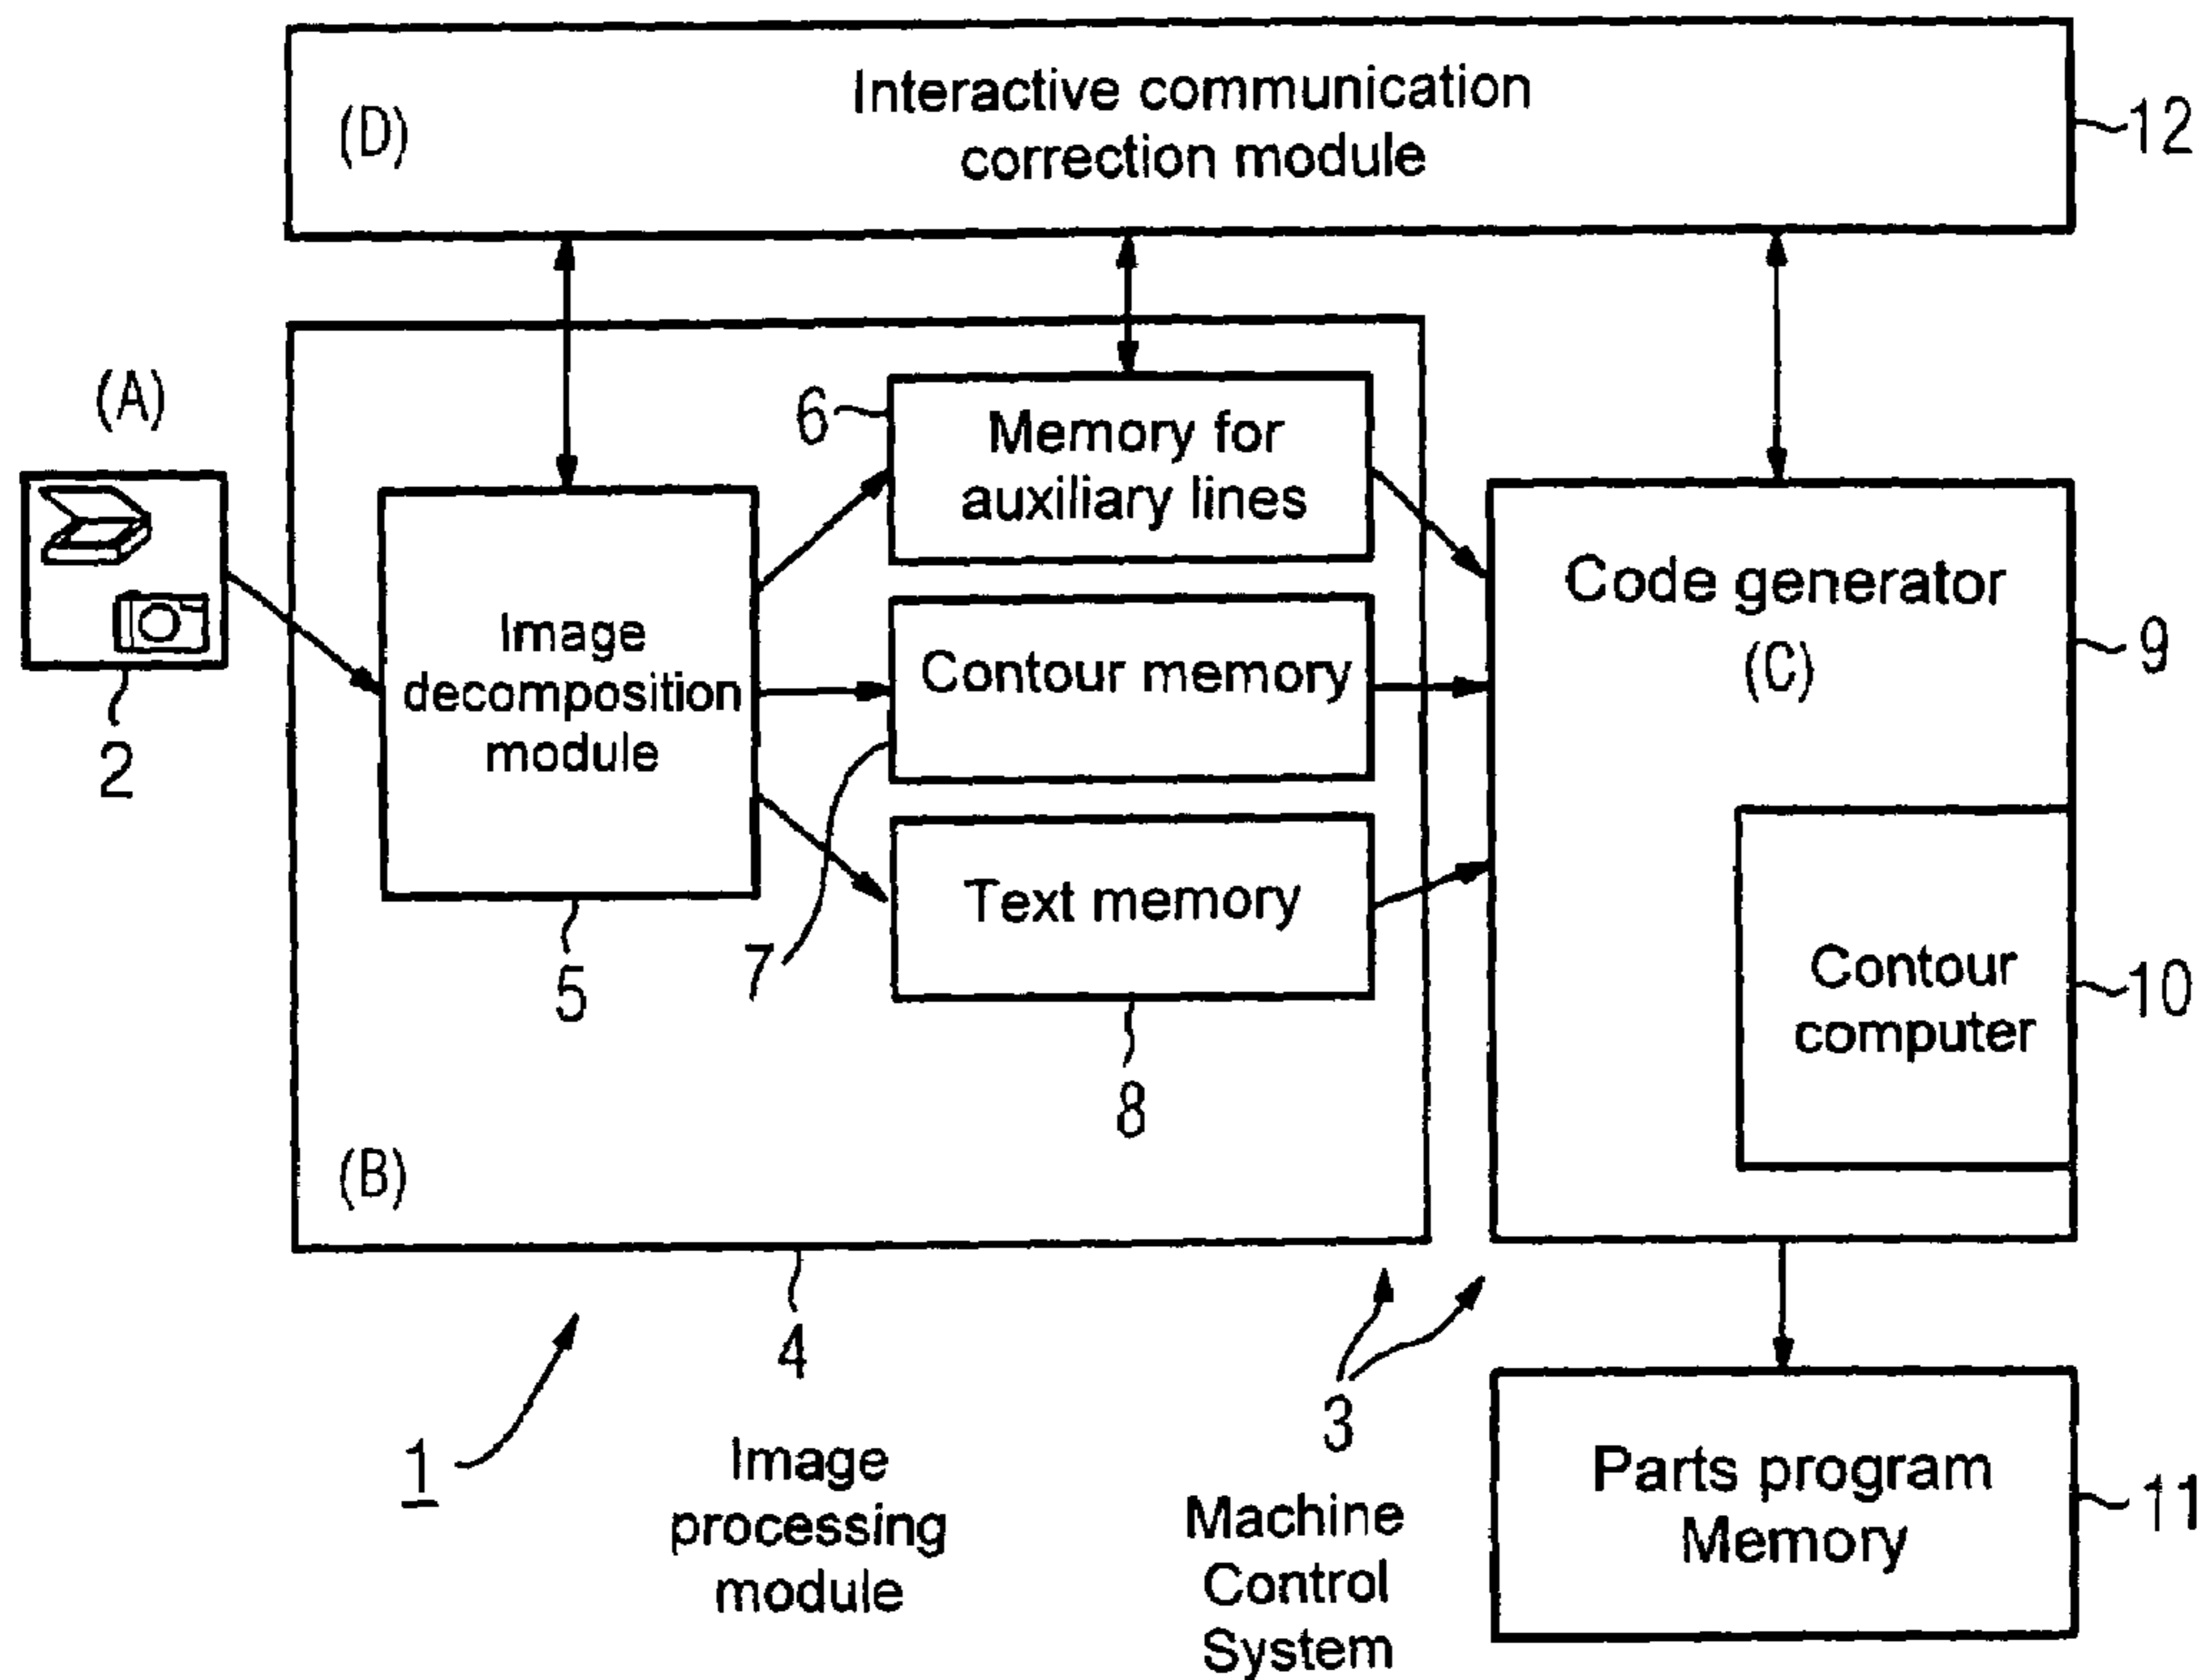 Interactive communication
correction module
(D)
12
(A)
2
6
Memory for
auxiliary lines
Image
decomposition
module
5
Contour memory
7
Text memory
8
(B)
Code generator
(C)
9
Contour
computer
10
1
4
Image
processing
module
3
Machine
Control
System
Parts program
Memory
11